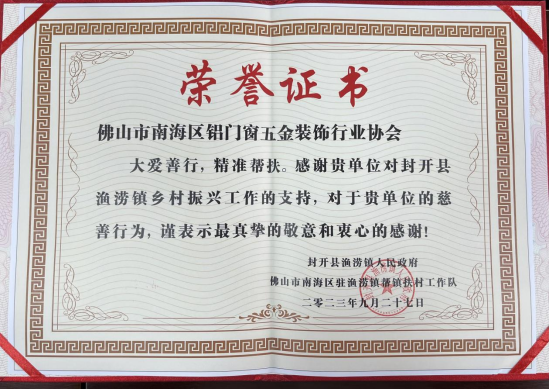 荣誉证书
佛山市南海区铝门窗五金装饰行业协会
大爱善行，精准帮扶。感谢贵单位对封开县
渔涝镇乡村振兴工作的支持，对于贵单位的慈
善行为，谨表示最真挚的敬意和衷心的感谢！
封开县渔涝镇人民政府
佛山市南海区驻渔涝镇帮镇扶村工作队
二零二三年九月二十七日